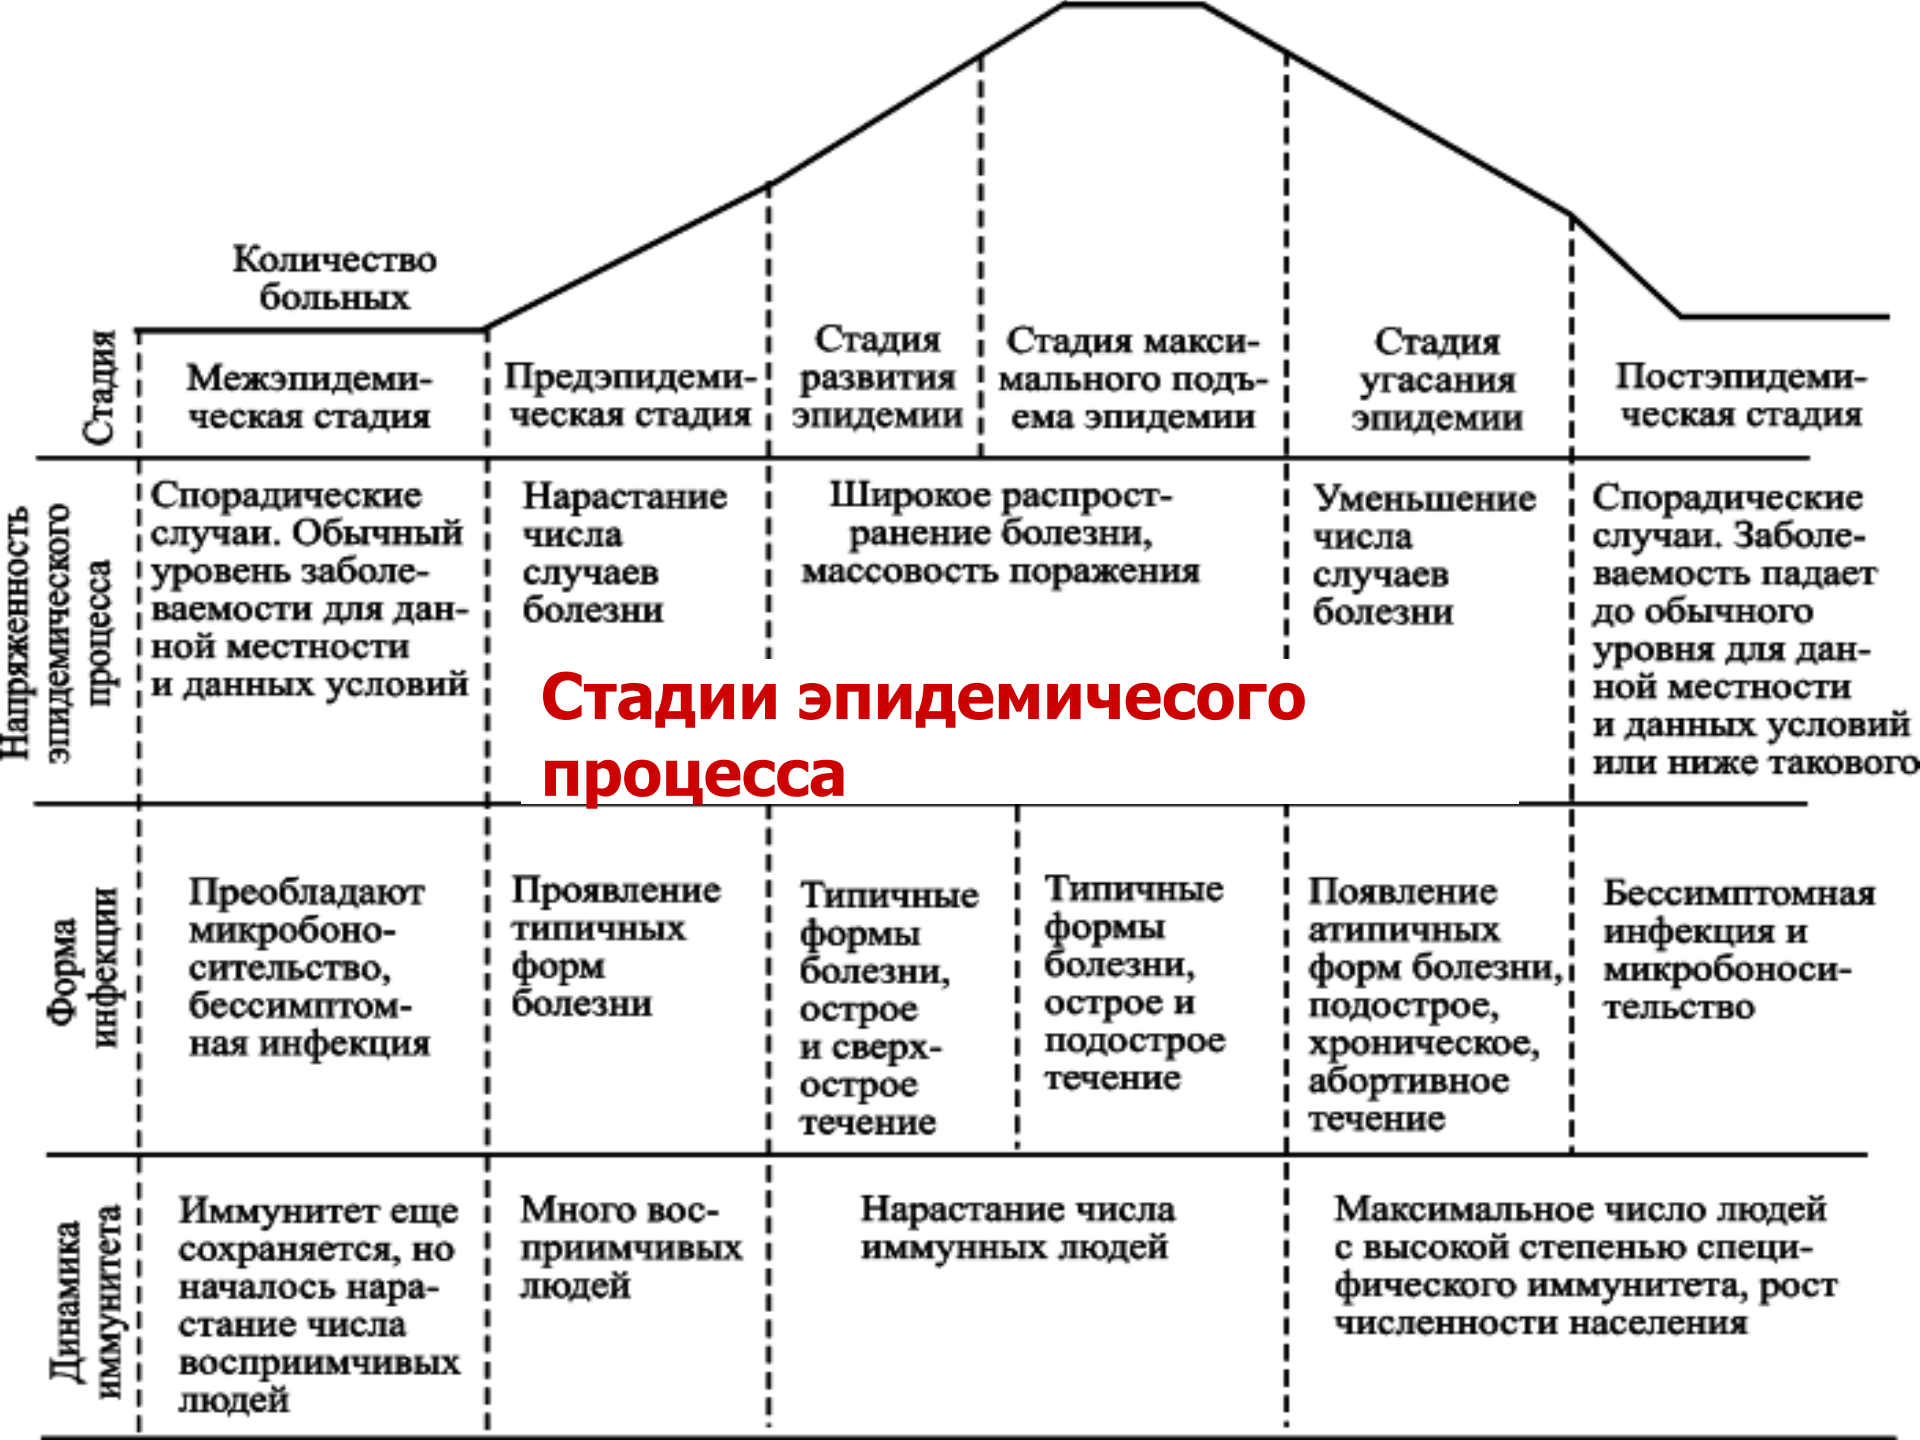 Количество
больных
Стадия
Межэпидеми-
ческая стадия
Предэпидеми-
ческая стадия
Стадия
развития
эпидемии
Стадия макси-
мального подъ-
ема эпидемии
Стадия
угасания
эпидемии
Постэпидеми-
ческая стадия
Напряженность
эпидемического
процесса
Спорадические
случаи. Обычный
уровень заболе-
ваемости для дан-
ной местности
и данных условий
Нарастание
числа
случаев
болезни
Широкое распрост-
ранение болезни,
массовость поражения
Уменьшение
числа
случаев
болезни
Спорадические
случаи. Заболе-
ваемость падает
до обычного
уровня для дан-
ной местности
и данных условий
или ниже такового
Стадии эпидемичесого
процесса
Форма
инфекции
Преобладают
микробоно-
сительство,
бессимптом-
ная инфекция
Проявление
типичных
форм
болезни
Типичные
формы
болезни,
острое
и сверх-
острое
течение
Типичные
формы
болезни,
острое и
подострое
течение
Появление
атипичных
форм болезни,
подострое,
хроническое,
абортивное
течение
Бессимптомная
инфекция и
микробоноси-
тельство
Динамика
иммунитета
Иммунитет еще
сохраняется, но
началось нара-
стание числа
восприимчивых
людей
Много вос-
приимчивых
людей
Нарастание числа
иммунных людей
Максимальное число людей
с высокой степенью специ-
фического иммунитета, рост
численности населения